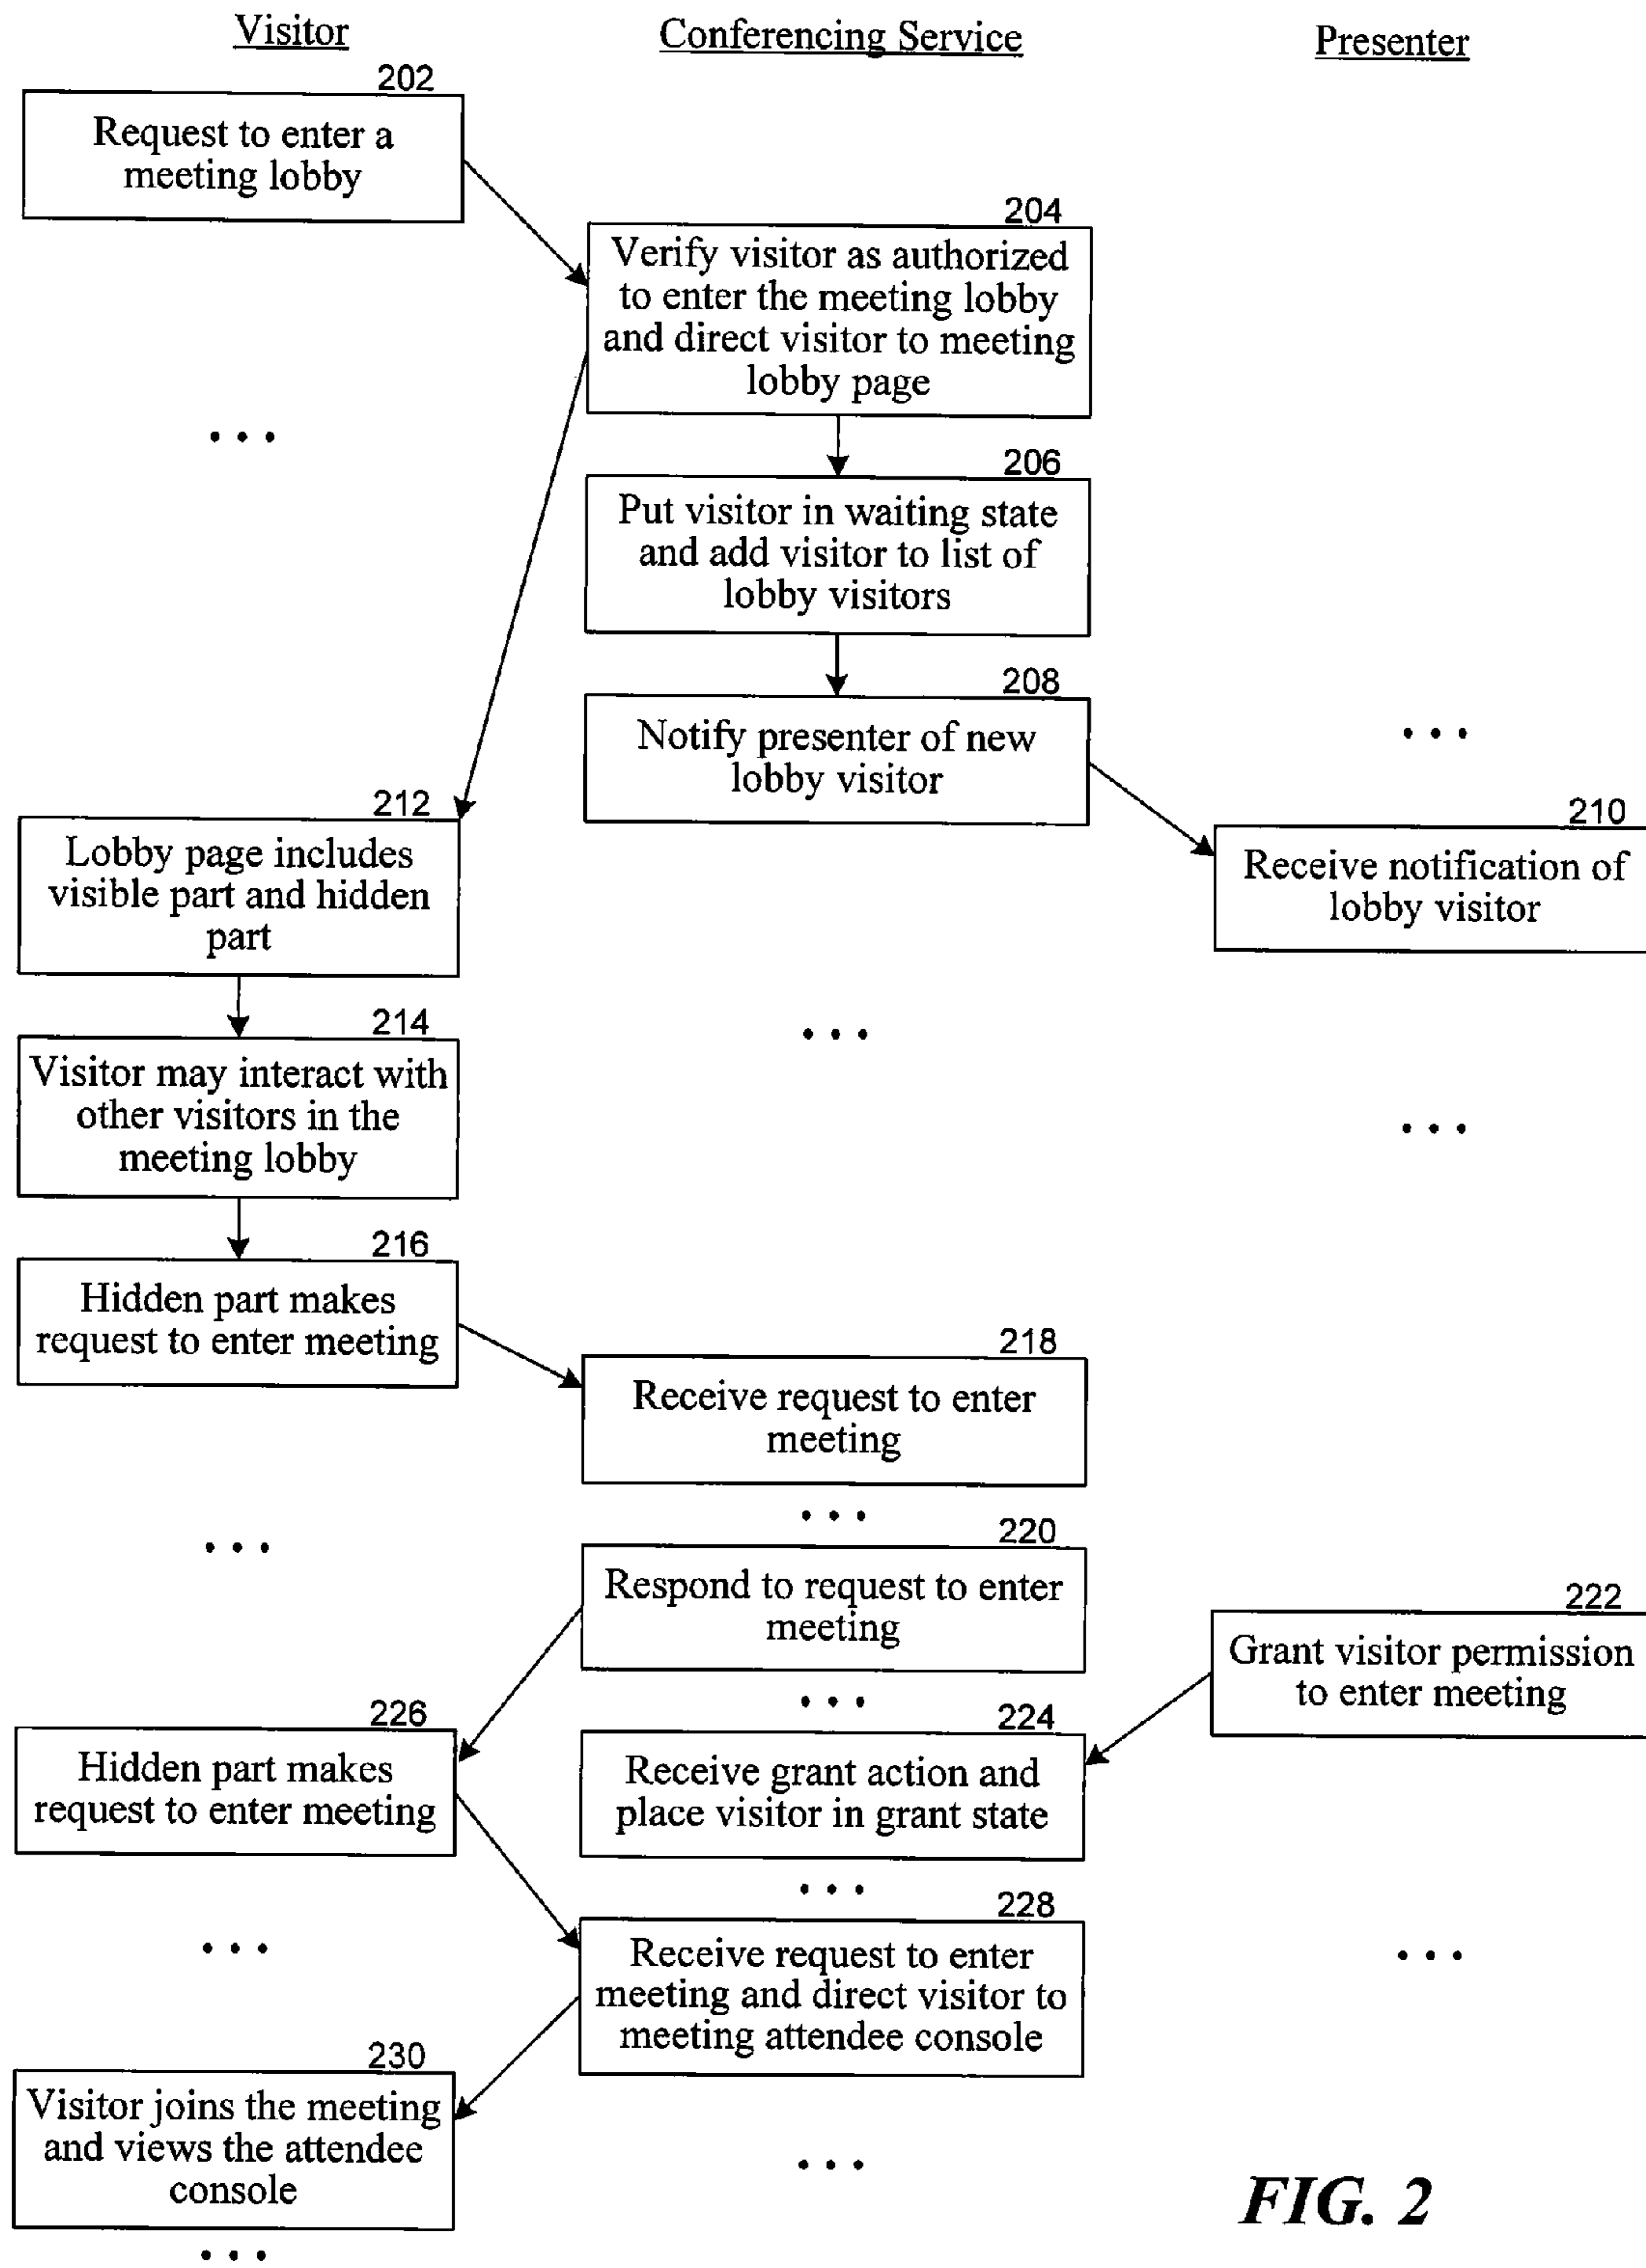 Visitor
Conferencing Service
Presenter
202
Request to enter a
meeting lobby
204
Verify visitor as authorized
to enter the meeting lobby
and direct visitor to meeting
lobby page
• • •
206
Put visitor in waiting state
and add visitor to list of
lobby visitors
208
Notify presenter of new
lobby visitor
• • •
210
Receive notification of
lobby visitor
212
Lobby page includes
visible part and hidden
part
• • •
214
Visitor may interact with
other visitors in the
meeting lobby
• • •
216
Hidden part makes
request to enter meeting
218
Receive request to enter
meeting
• • •
• • •
220
Respond to request to enter
meeting
222
Grant visitor permission
to enter meeting
• • •
224
Receive grant action and
place visitor in grant state
226
Hidden part makes
request to enter meeting
• • •
228
Receive request to enter
meeting and direct visitor to
meeting attendee console
• • •
• • •
230
Visitor joins the meeting
and views the attendee
console
• • •
• • •
FIG. 2